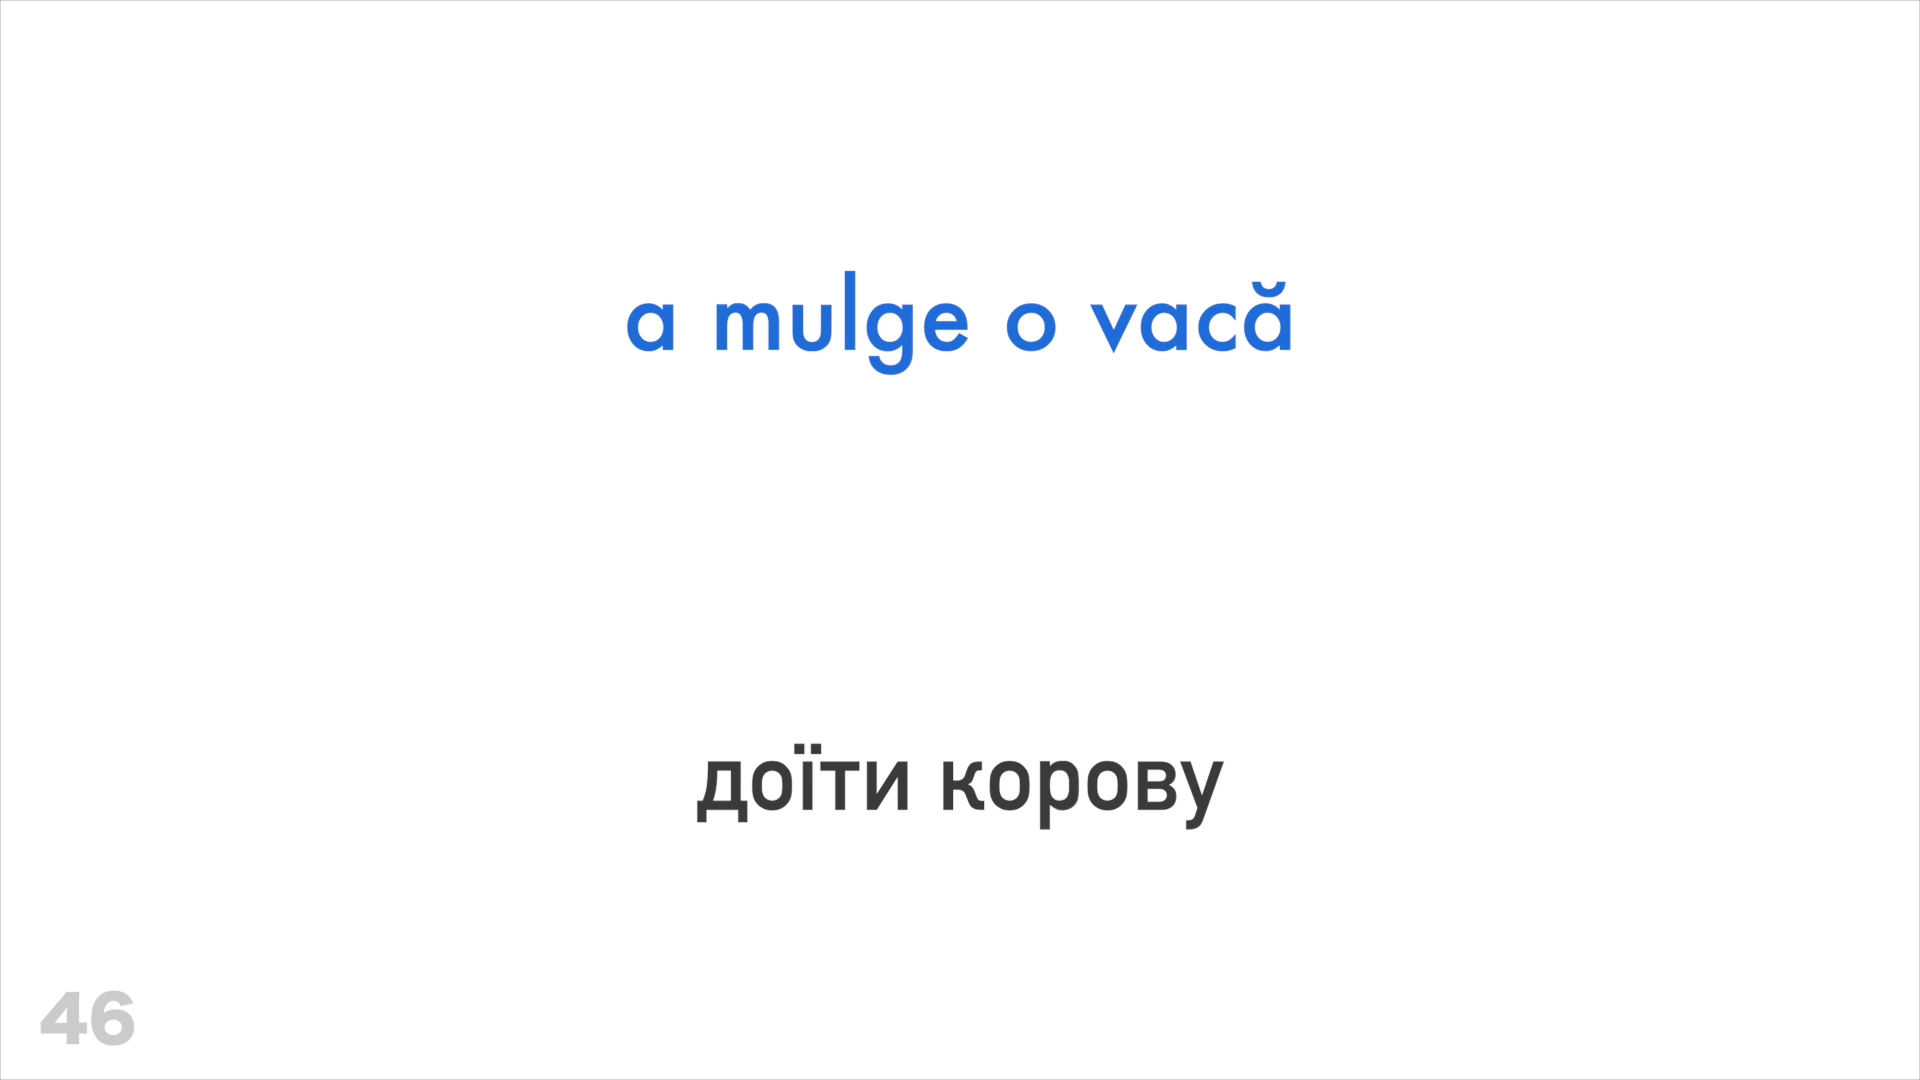 a mulge o vacă
доїти корову
46